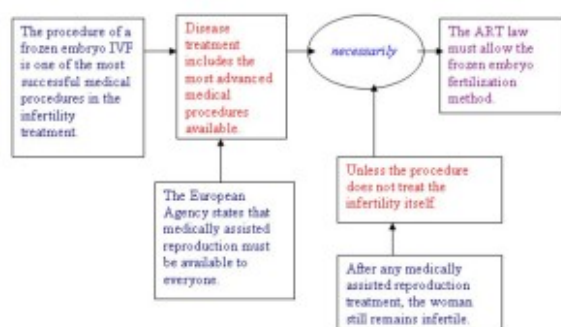 The procedure of a
frozen embryo IVF
is one of the most
successful medical
procedures in the
infertility
treatment.
Disease
treatment
includes the
most advanced
medical
procedures
available.
necessarily
The ART law
must allow the
frozen embryo
fertilization
method.
The European
Agency states that
medically assisted
reproduction must
be available to
everyone.
Unless the procedure
does not treat the
infertility itself.
After any medically
assisted reproduction
treatment, the woman
still remains infertile.